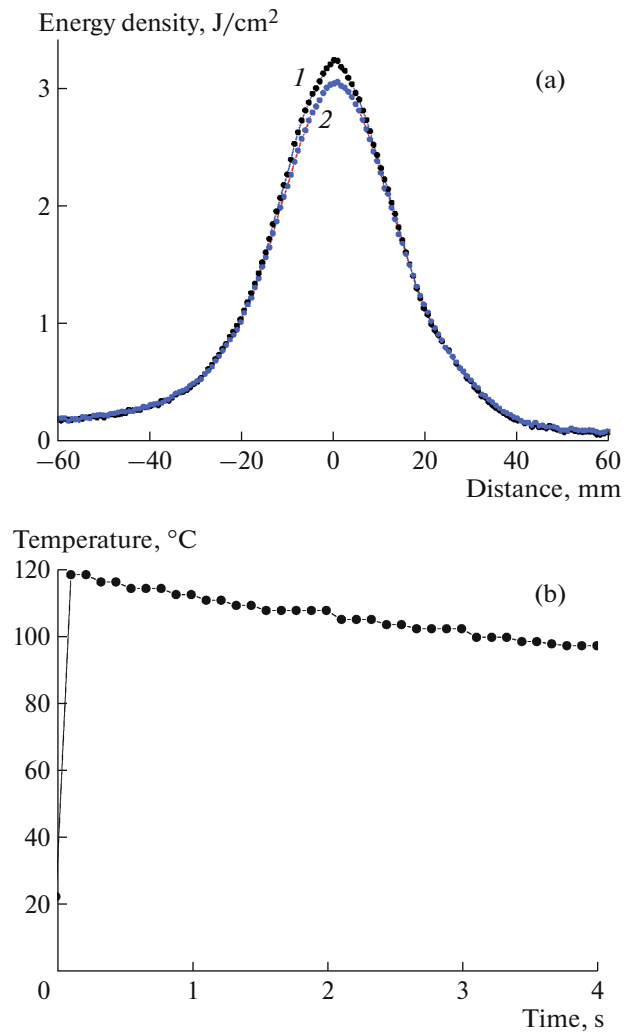 Energy density, J/cm²
(a)
3
1
2
2
1
0
−60 −40 −20 0 20 40 60
Distance, mm
Temperature, °C
120
(b)
100
80
60
40
20
0 1 2 3 4
Time, s